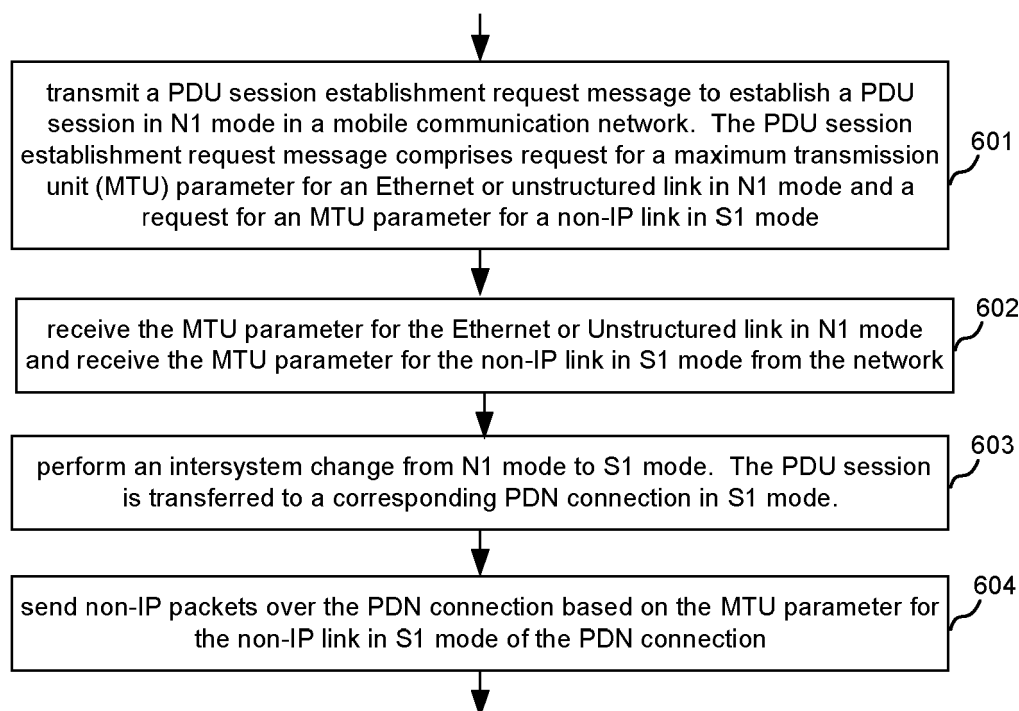 transmit a PDU session establishment request message to establish a PDU
session in N1 mode in a mobile communication network. The PDU session
establishment request message comprises request for a maximum transmission
unit (MTU) parameter for an Ethernet or unstructured link in N1 mode and a
request for an MTU parameter for a non-IP link in S1 mode
601
receive the MTU parameter for the Ethernet or Unstructured link in N1 mode
and receive the MTU parameter for the non-IP link in S1 mode from the network
602
perform an intersystem change from N1 mode to S1 mode. The PDU session
is transferred to a corresponding PDN connection in S1 mode.
603
send non-IP packets over the PDN connection based on the MTU parameter for
the non-IP link in S1 mode of the PDN connection
604